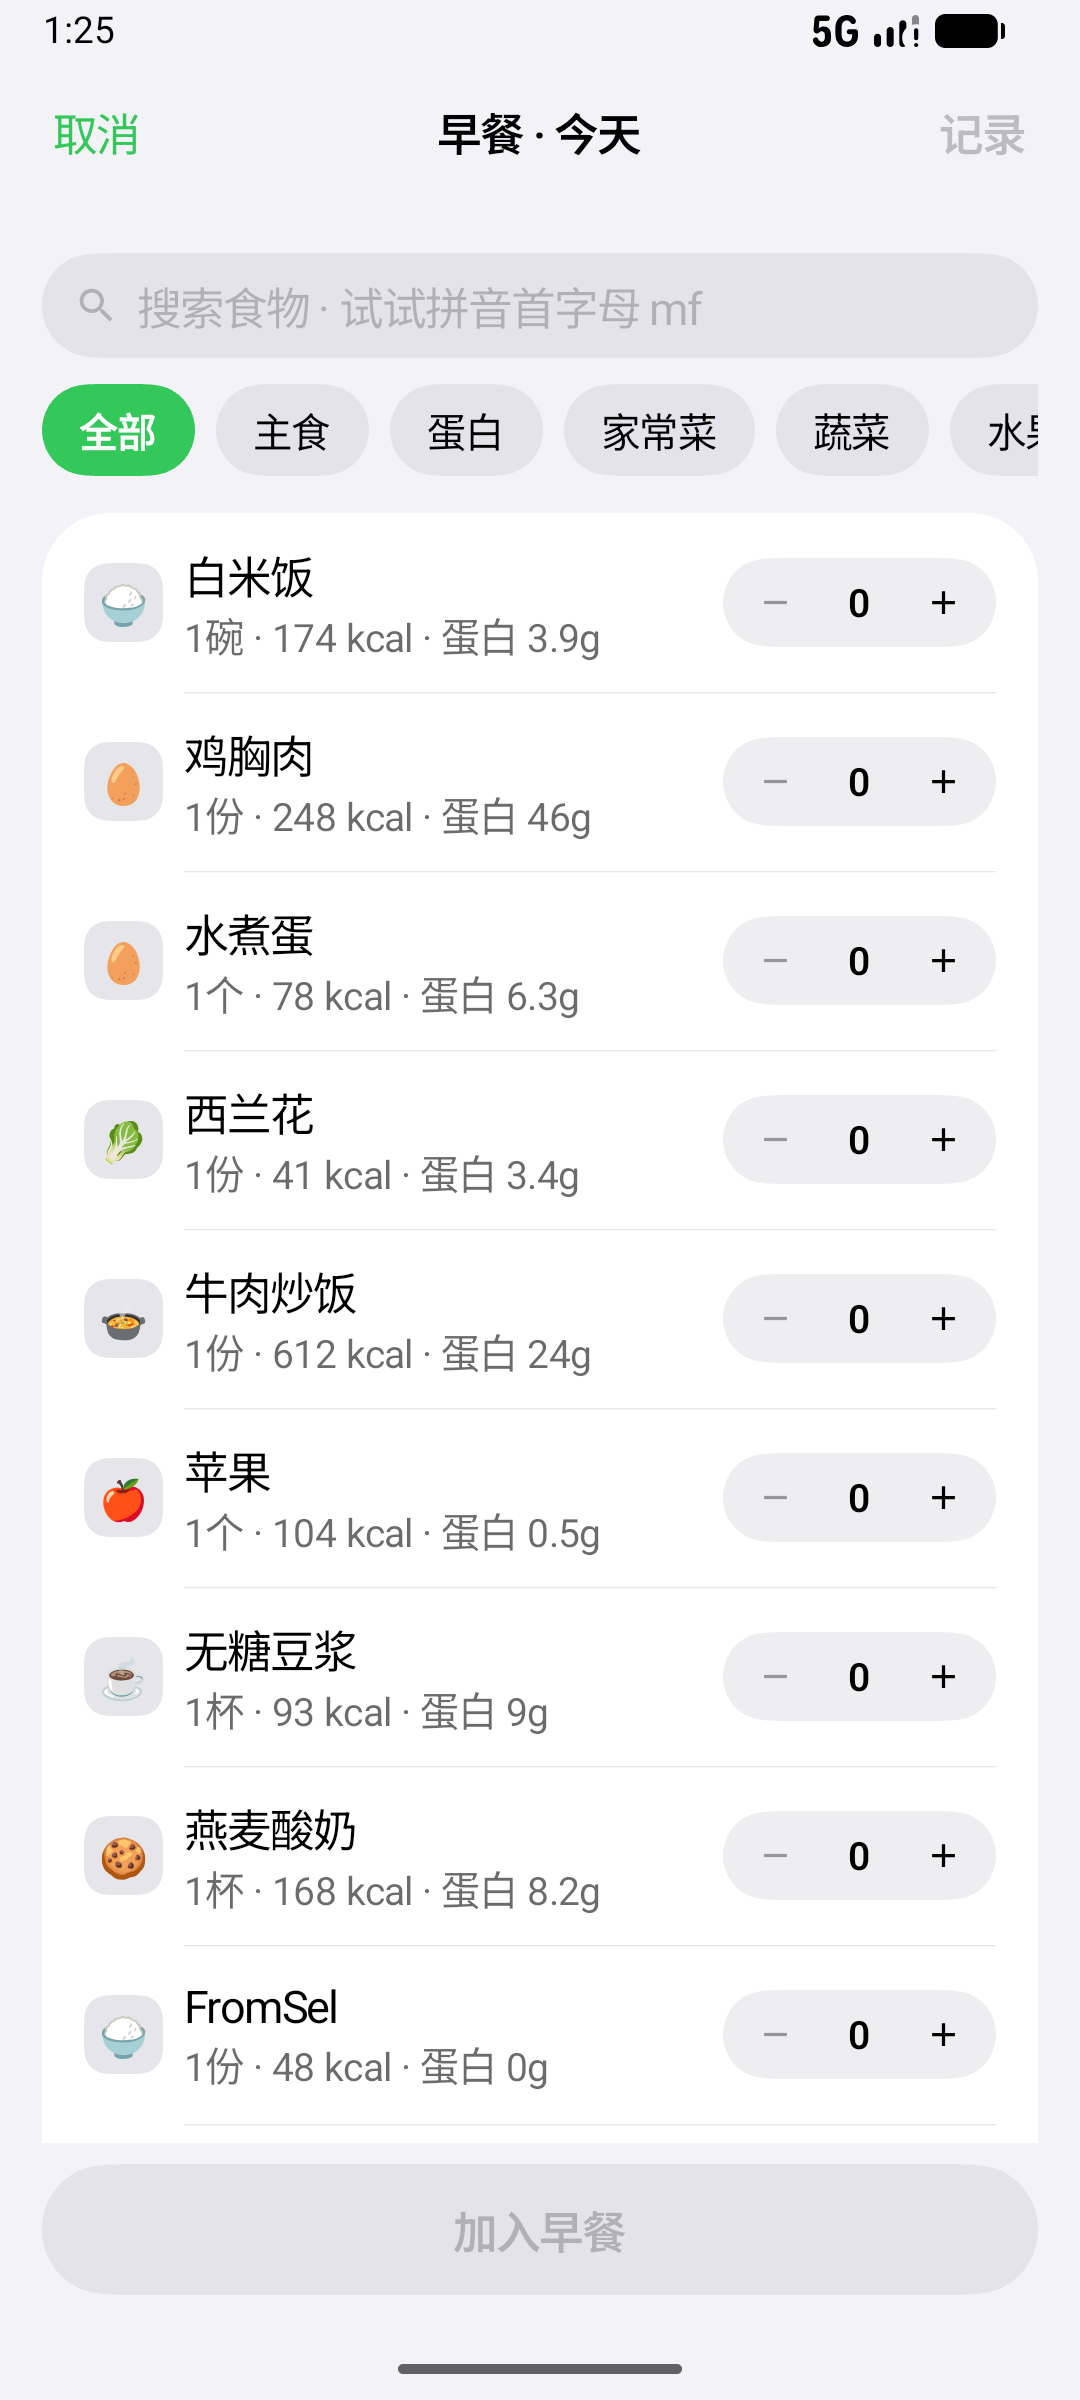 1:25
5G
取消
早餐 · 今天
记录
搜索食物 · 试试拼音首字母 mf
全部
主食
蛋白
家常菜
蔬菜
水果
白米饭
1碗 · 174 kcal · 蛋白 3.9g
− 0 +
鸡胸肉
1份 · 248 kcal · 蛋白 46g
− 0 +
水煮蛋
1个 · 78 kcal · 蛋白 6.3g
− 0 +
西兰花
1份 · 41 kcal · 蛋白 3.4g
− 0 +
牛肉炒饭
1份 · 612 kcal · 蛋白 24g
− 0 +
苹果
1个 · 104 kcal · 蛋白 0.5g
− 0 +
无糖豆浆
1杯 · 93 kcal · 蛋白 9g
− 0 +
燕麦酸奶
1杯 · 168 kcal · 蛋白 8.2g
− 0 +
FromSel
1份 · 48 kcal · 蛋白 0g
− 0 +
加入早餐